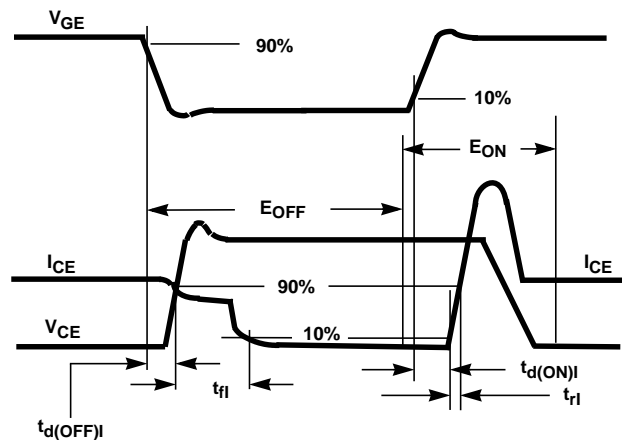 VGE
90%
10%
EON
EOFF
ICE
90%
ICE
VCE
10%
td(ON)I
tfI
trI
td(OFF)I